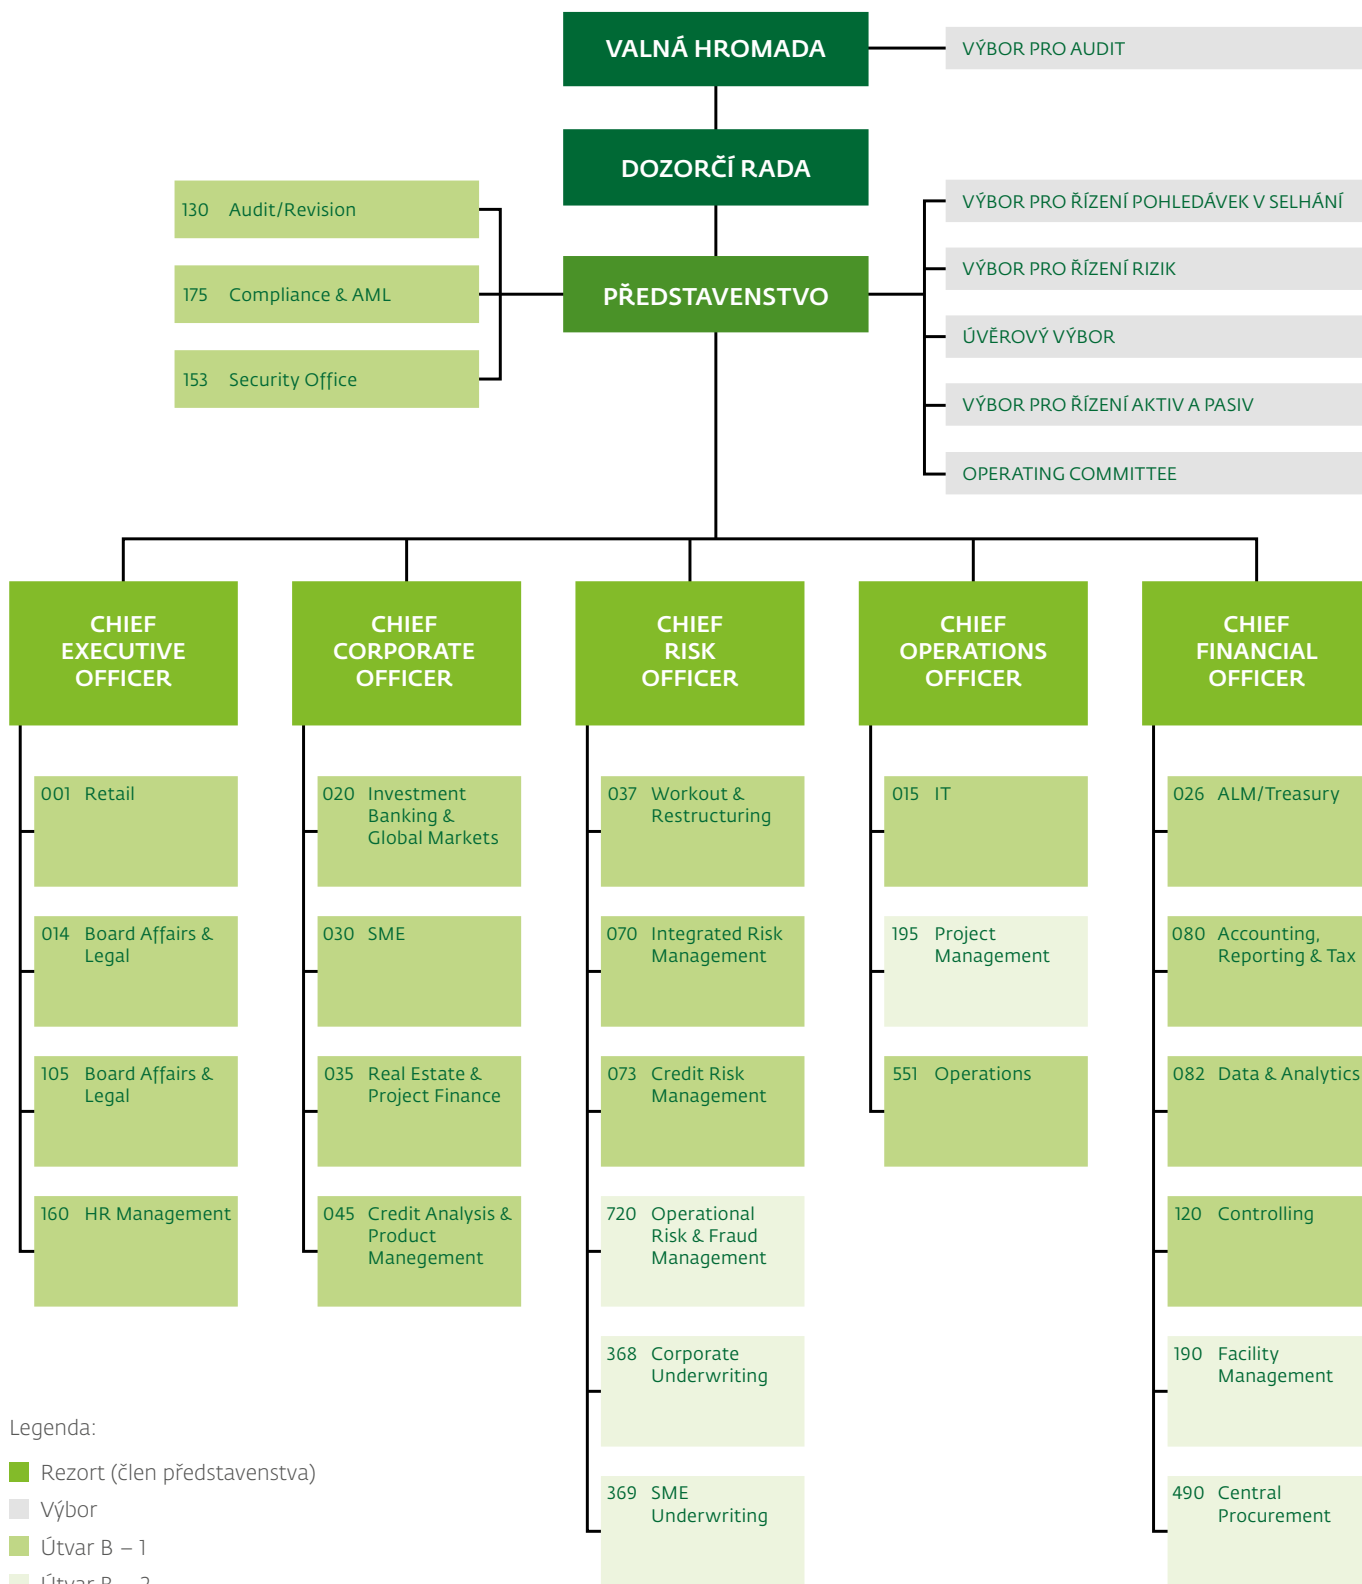 VALNÁ HROMADA
VÝBOR PRO AUDIT
DOZORČÍ RADA
130 Audit/Revision
175 Compliance & AML
153 Security Office
PŘEDSTAVENSTVO
VÝBOR PRO ŘÍZENÍ POHLEDÁVEK V SELHÁNÍ
VÝBOR PRO ŘÍZENÍ RIZIK
ÚVĚROVÝ VÝBOR
VÝBOR PRO ŘÍZENÍ AKTIV A PASIV
OPERATING COMMITTEE
CHIEF
EXECUTIVE
OFFICER
001 Retail
014 Board Affairs &
Legal
105 Board Affairs &
Legal
160 HR Management
CHIEF
CORPORATE
OFFICER
020 Investment
Banking &
Global Markets
030 SME
035 Real Estate &
Project Finance
045 Credit Analysis &
Product
Manegement
CHIEF
RISK
OFFICER
037 Workout &
Restructuring
070 Integrated Risk
Management
073 Credit Risk
Management
720 Operational
Risk & Fraud
Management
368 Corporate
Underwriting
369 SME
Underwriting
CHIEF
OPERATIONS
OFFICER
015 IT
195 Project
Management
551 Operations
CHIEF
FINANCIAL
OFFICER
026 ALM/Treasury
080 Accounting,
Reporting & Tax
082 Data & Analytics
120 Controlling
190 Facility
Management
490 Central
Procurement
Legenda:
Rezort (člen představenstva)
Výbor
Útvar B – 1
Útvar B – 2